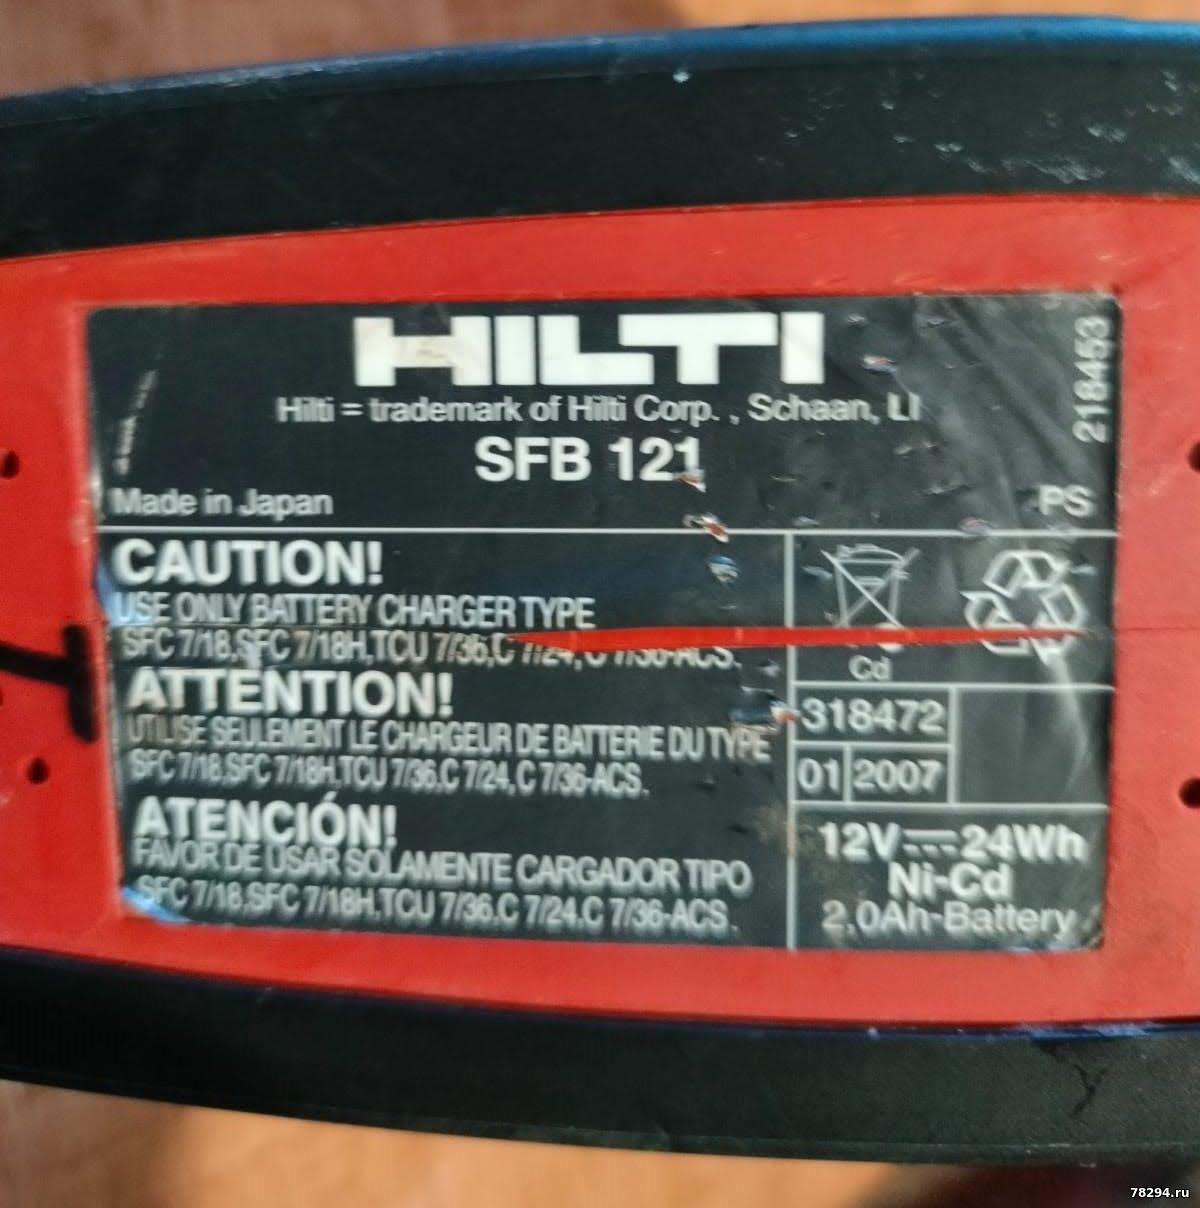 HILTI
Hilti = trademark of Hilti Corp. , Schaan, LI
218453
SFB 121
Made in Japan
PS
CAUTION!
USE ONLY BATTERY CHARGER TYPE
SFC 7/18,SFC 7/18H,TCU 7/36,C 7/24, C 7/36-ACS.
Cd
ATTENTION!
UTILISE SEULEMENT LE CHARGEUR DE BATTERIE DU TYPE
SFC 7/18,SFC 7/18H,TCU 7/36,C 7/24, C 7/36-ACS.
318472
01 2007
ATENCIÓN!
FAVOR DE USAR SOLAMENTE CARGADOR TIPO
SFC 7/18,SFC 7/18H,TCU 7/36,C 7/24,C 7/36-ACS.
12V⎓24Wh
Ni-Cd
2,0Ah-Battery
78294.ru